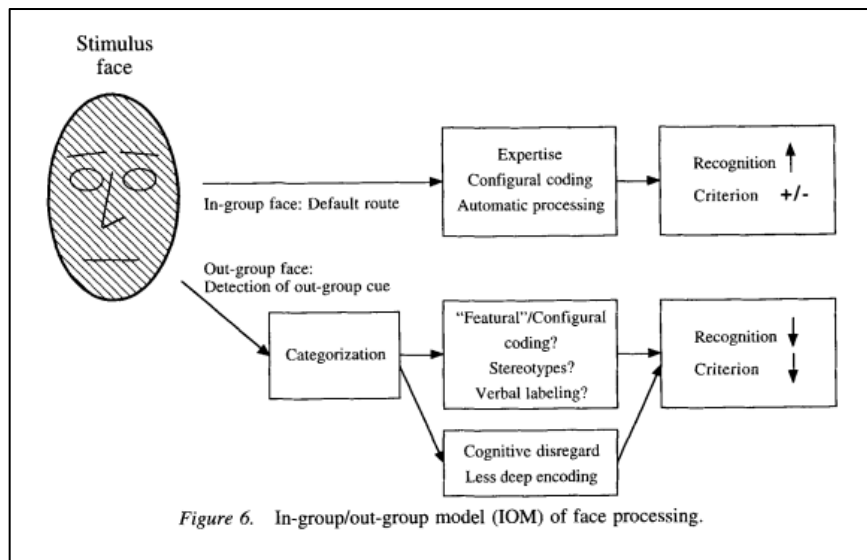 Stimulus
face
Expertise
Configural coding
Automatic processing
Recognition
Criterion +/-
In-group face: Default route
Out-group face:
Detection of out-group cue
Categorization
"Featural"/Configural
coding?
Stereotypes?
Verbal labeling?
Recognition
Criterion
Cognitive disregard
Less deep encoding
Figure 6. In-group/out-group model (IOM) of face processing.